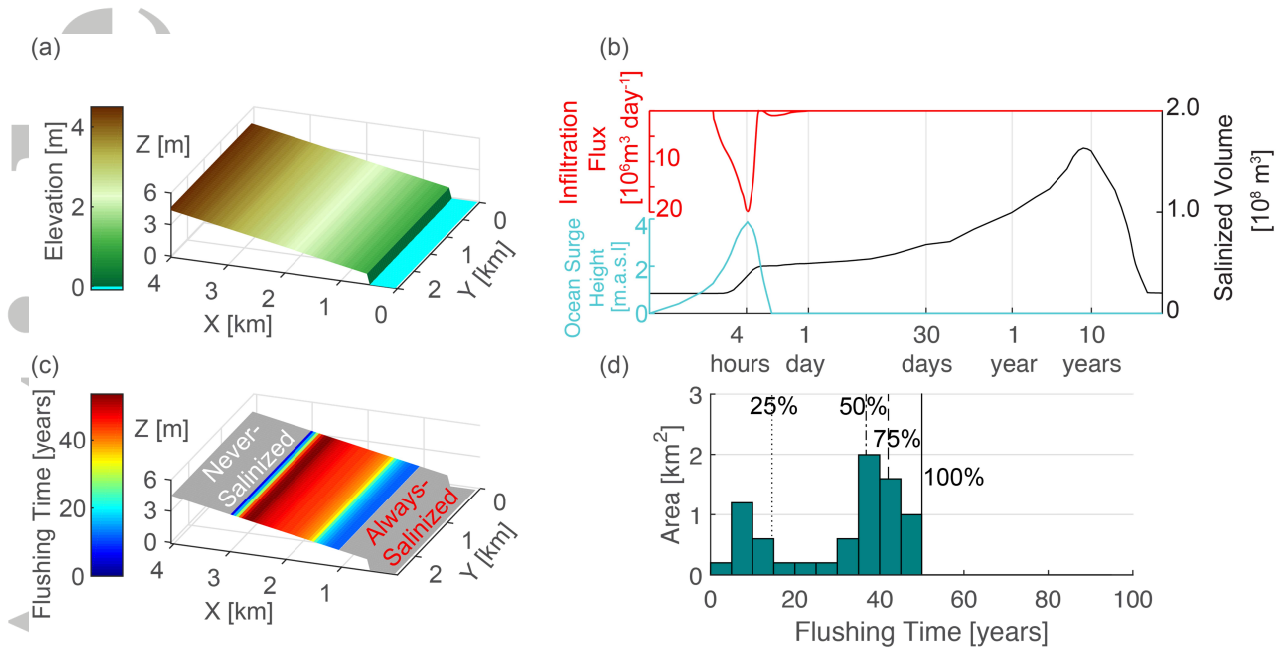 (a)
Elevation [m]
4
2
0
Z [m]
6
3
0
4
3
2
1
0
X [km]
2
1
0
Y [km]
(b)
Infiltration
Flux
[10⁶m³ day⁻¹]
10
20
Ocean Surge
Height
[m.a.s.l]
4
2
0
2.0
1.0
0
Salinized Volume
[10⁸ m³]
4 1 30 1 10
hours day days year years
(c)
Flushing Time [years]
40
20
0
Z [m]
6
3
0
Never-
Salinized
Always-
Salinized
4
3
2
1
X [km]
2
1
0
Y [km]
(d)
Area [km²]
3
2
1
0
25% 50%
75%
100%
0 20 40 60 80 100
Flushing Time [years]